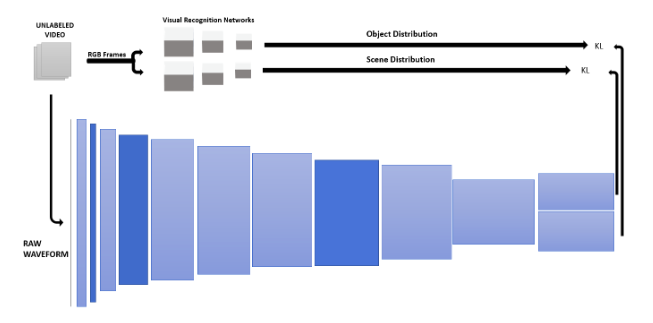 Visual Recognition Networks
UNLABELED
VIDEO
RGB Frames
Object Distribution
KL
Scene Distribution
KL
RAW
WAVEFORM